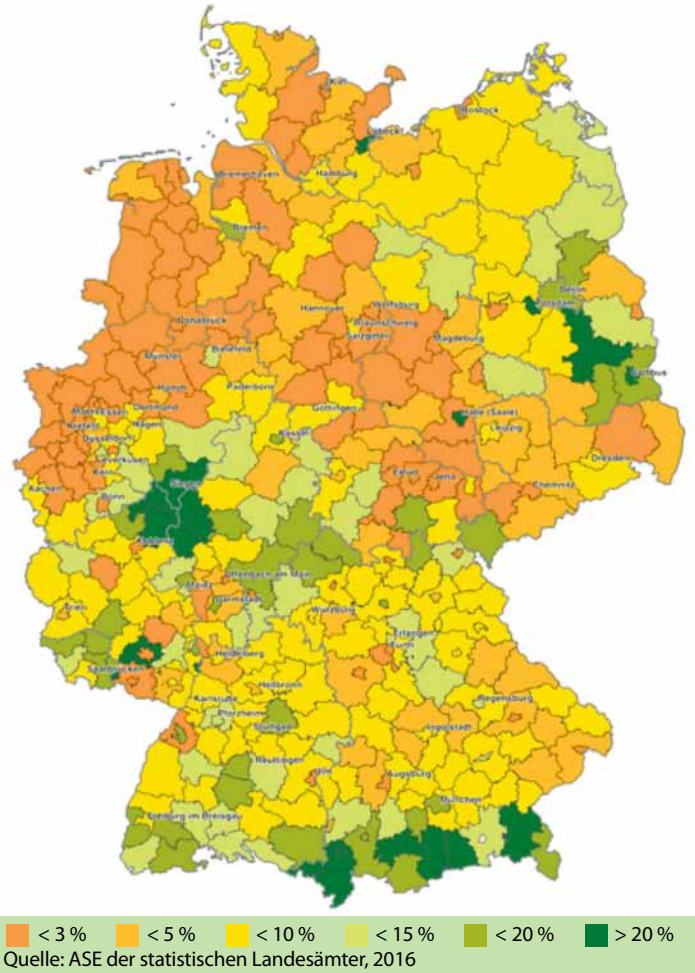 Kiel
Rostock
Lübeck
Bremerhaven
Hamburg
Bremen
Berlin
Potsdam
Hannover
Wolfsburg
Osnabrück
Braunschweig
Salzgitter
Bielefeld
Magdeburg
Münster
Cottbus
Hamm
Paderborn
Göttingen
Moers
Essen
Dortmund
Halle (Saale)
Krefeld
Hagen
Leipzig
Düsseldorf
Kassel
Leverkusen
Dresden
Köln
Erfurt
Jena
Siegen
Chemnitz
Aachen
Bonn
Koblenz
Offenbach am Main
Mainz
Darmstadt
Trier
Würzburg
Erlangen
Fürth
Heidelberg
Saarbrücken
Heilbronn
Karlsruhe
Regensburg
Pforzheim
Stuttgart
Ingolstadt
Reutlingen
Ulm
Augsburg
München
Freiburg im Breisgau
< 3 % < 5 % < 10 % < 15 % < 20 % > 20 %
Quelle: ASE der statistischen Landesämter, 2016